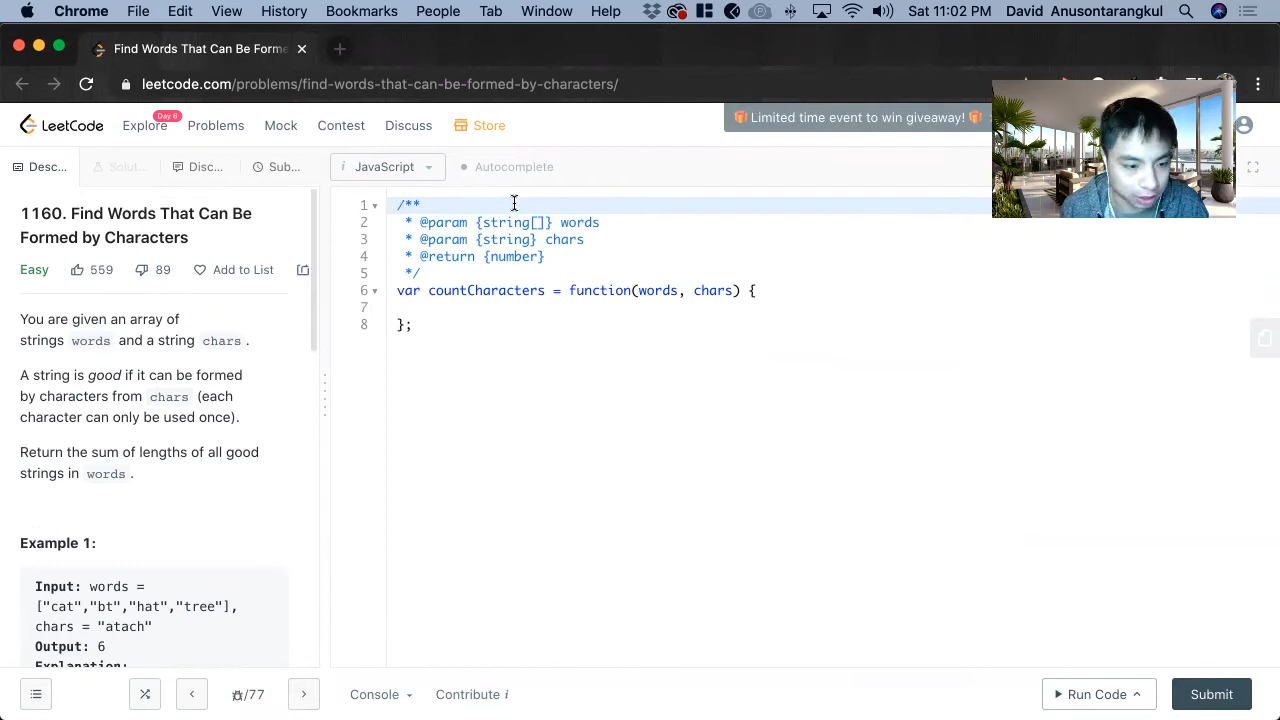 Chrome File Edit View History Bookmarks People Tab Window Help Sat 11:02 PM David Anusontarangkul
Find Words That Can Be Forme
leetcode.com/problems/find-words-that-can-be-formed-by-characters/
LeetCode Explore Day 6 Problems Mock Contest Discuss Store
🎁 Limited time event to win giveaway! 🎁
Desc... Solut... Disc... Sub... i JavaScript Autocomplete
1160. Find Words That Can Be
Formed by Characters
Easy 559 89 Add to List
You are given an array of
strings words and a string chars.
A string is good if it can be formed
by characters from chars (each
character can only be used once).
Return the sum of lengths of all good
strings in words.
Example 1:
Input: words =
["cat","bt","hat","tree"],
chars = "atach"
Output: 6
Explanation:
1 /**
2 * @param {string[]} words
3 * @param {string} chars
4 * @return {number}
5 */
6 var countCharacters = function(words, chars) {
7
8 };
/77
Console Contribute i
Run Code Submit